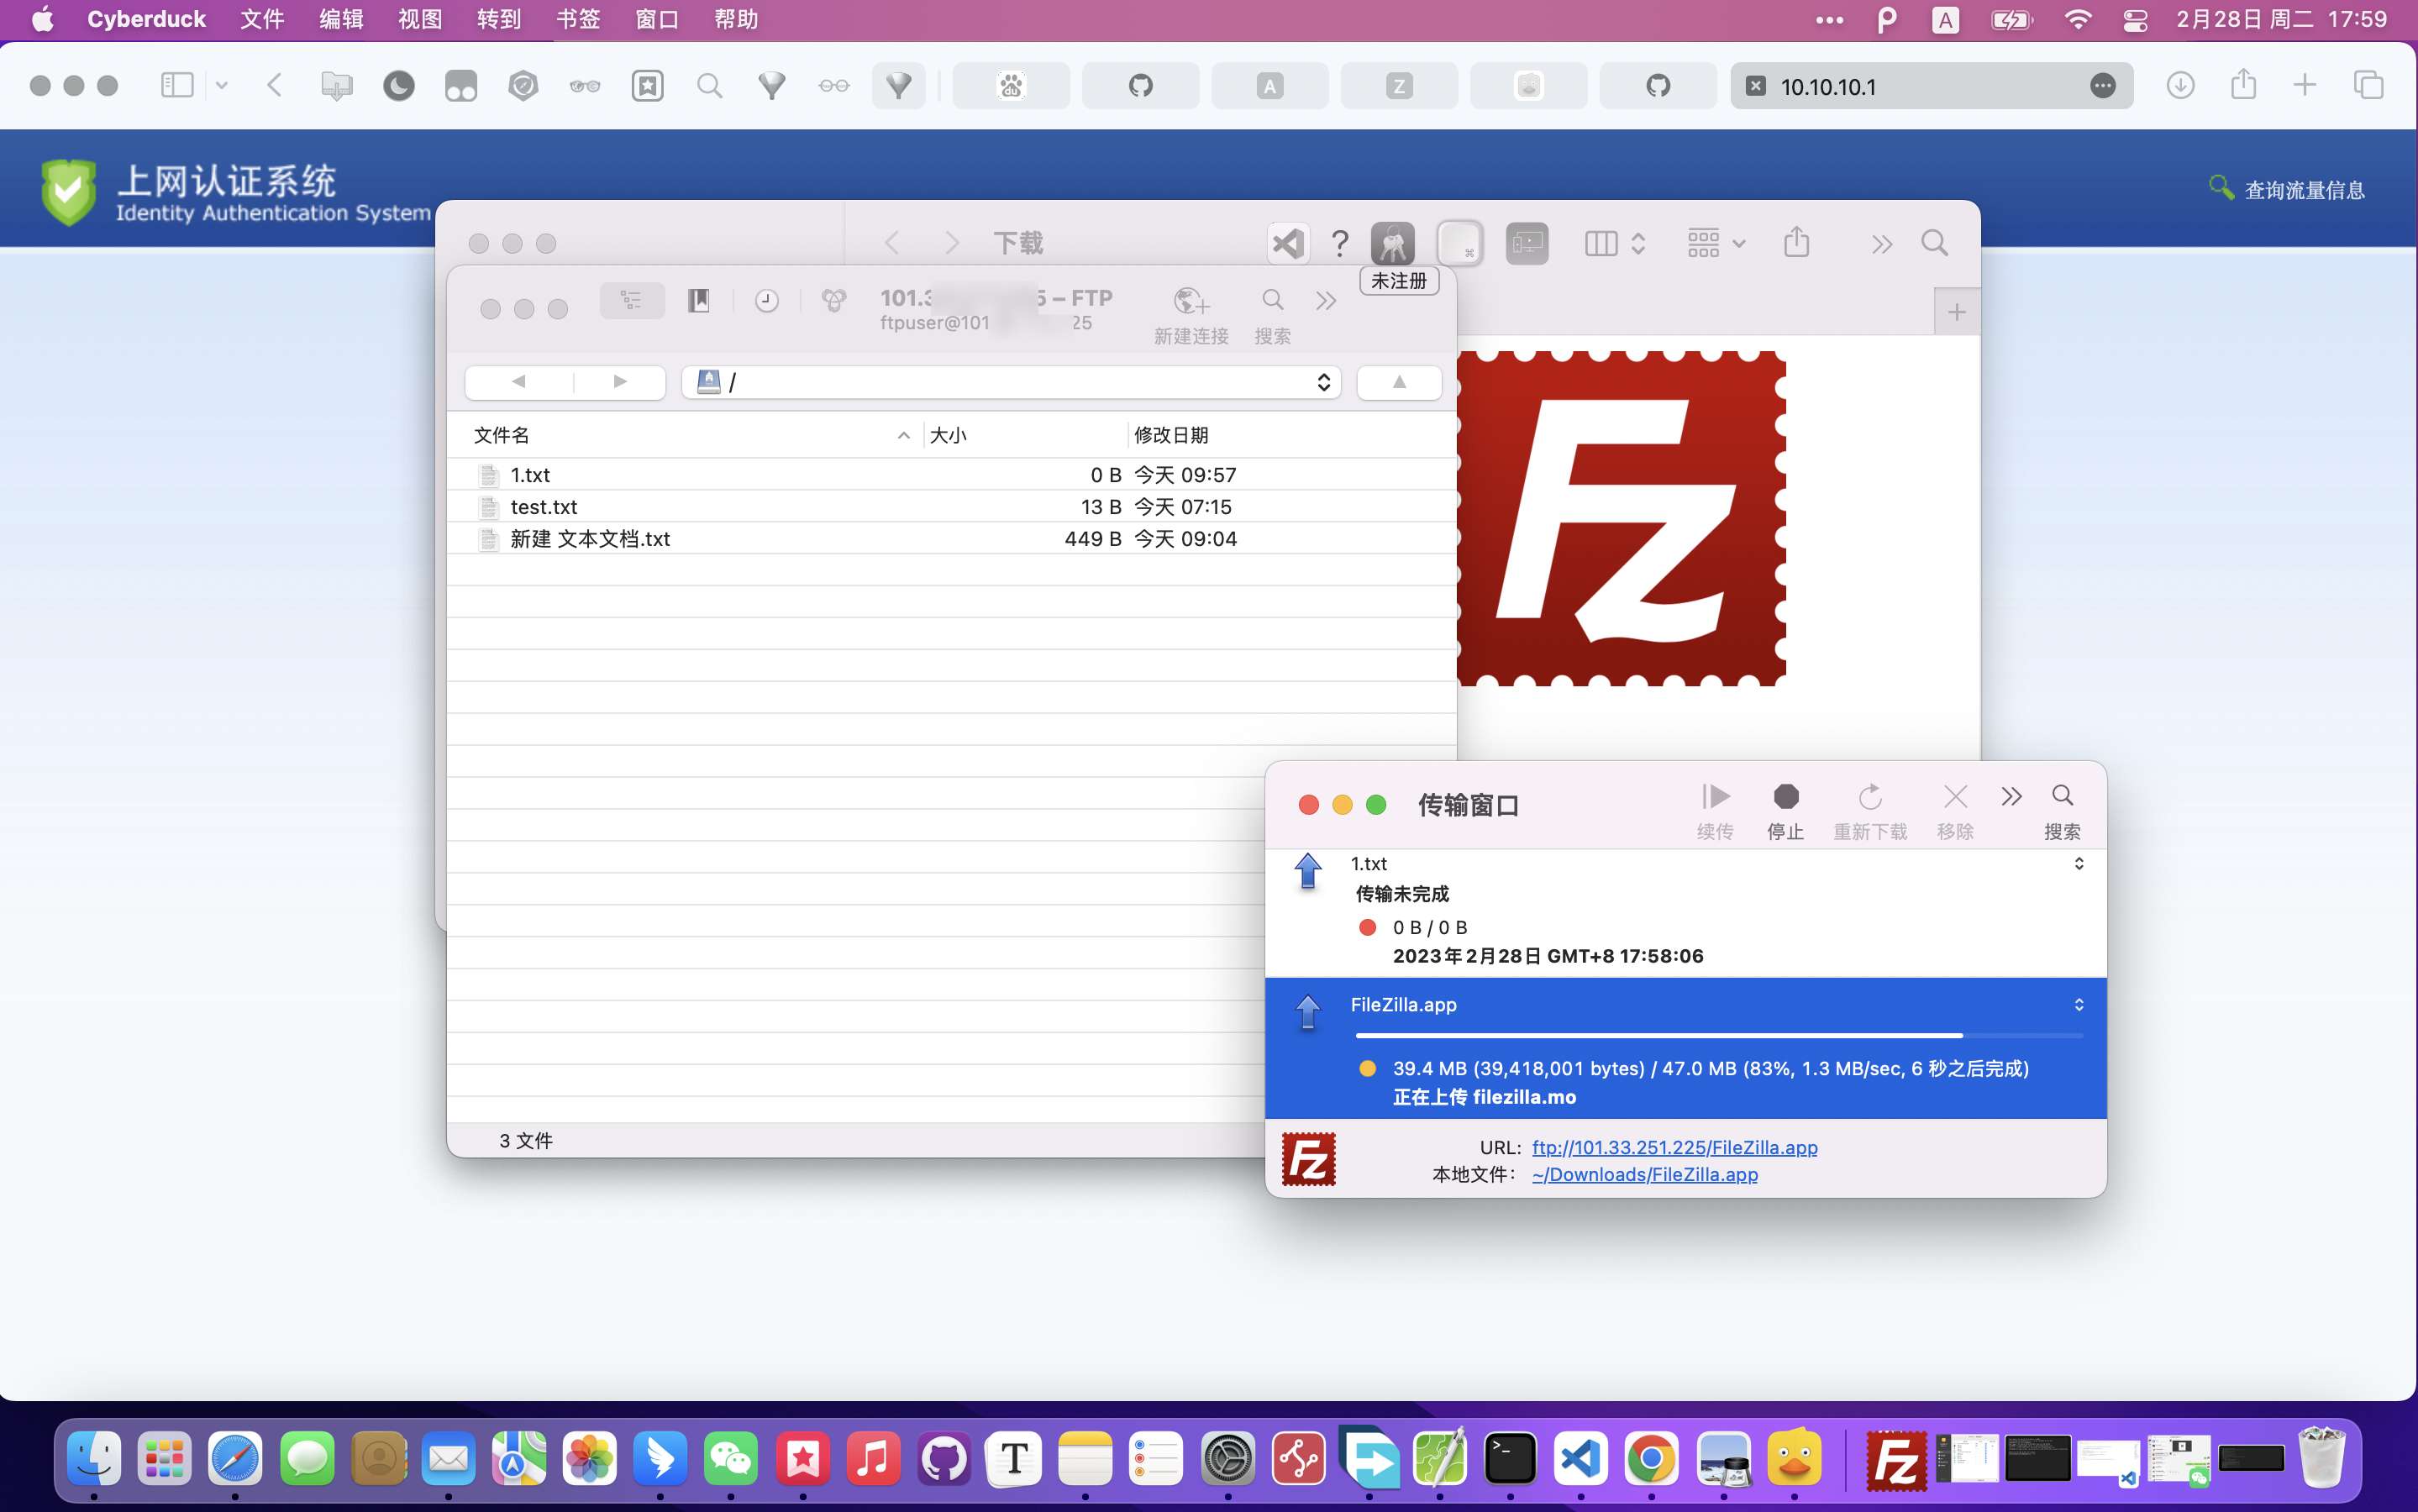 Cyberduck 文件 编辑 视图 转到 书签 窗口 帮助
A
2月28日 周二 17:59
du
A
Z
10.10.10.1
上网认证系统
Identity Authentication System
查询流量信息
下载
?
未注册
101.3 5 – FTP
ftpuser@101 25
新建连接 搜索
/
文件名 大小 修改日期
1.txt 0 B 今天 09:57
test.txt 13 B 今天 07:15
新建 文本文档.txt 449 B 今天 09:04
3 文件
Fz
传输窗口
续传 停止 重新下载 移除 搜索
1.txt
传输未完成
0 B / 0 B
2023年2月28日 GMT+8 17:58:06
FileZilla.app
39.4 MB (39,418,001 bytes) / 47.0 MB (83%, 1.3 MB/sec, 6 秒之后完成)
正在上传 filezilla.mo
Fz
URL: ftp://101.33.251.225/FileZilla.app
本地文件: ~/Downloads/FileZilla.app
T
>_
Fz